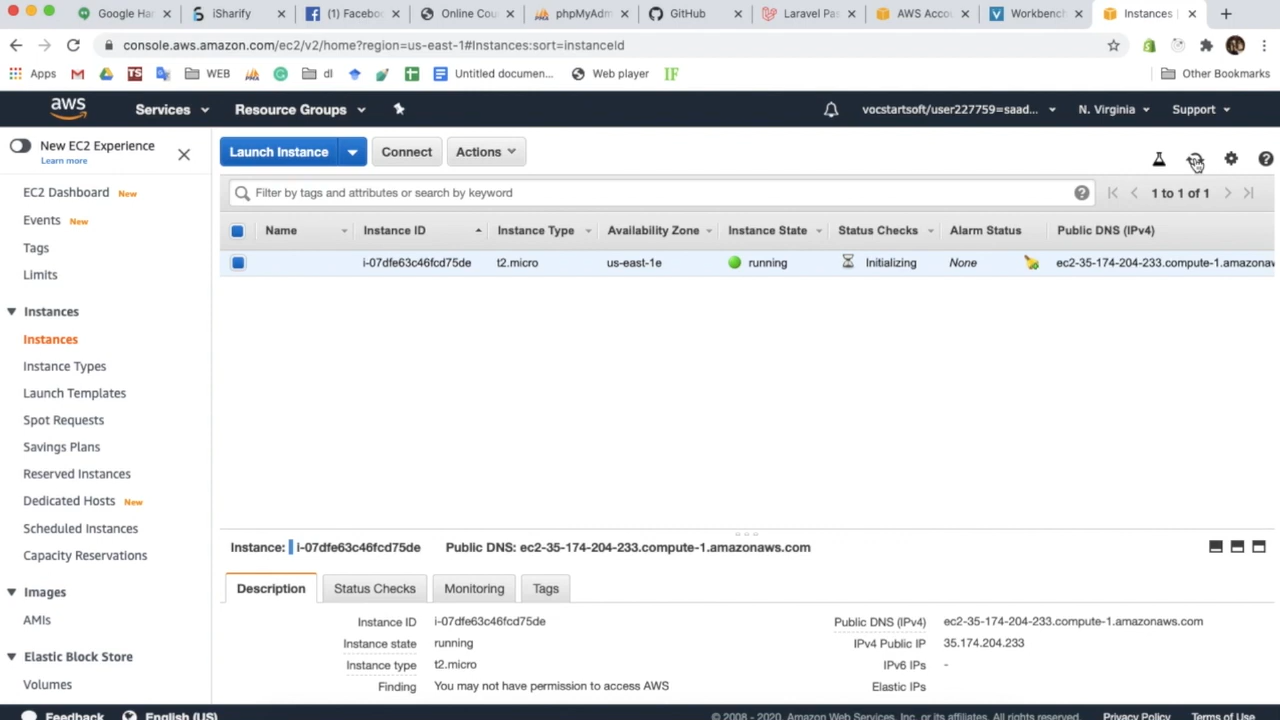 Google Han
iSharify
(1) Faceboo
Online Cou
phpMyAdm
GitHub
Laravel Pas
AWS Accou
Workbench
Instances |
console.aws.amazon.com/ec2/v2/home?region=us-east-1#Instances:sort=instanceId
Apps
TS
WEB
dl
Untitled documen...
Web player
IF
Other Bookmarks
aws
Services
Resource Groups
vocstartsoft/user227759=saad...
N. Virginia
Support
New EC2 Experience
Learn more
Launch Instance
Connect
Actions
EC2 Dashboard New
Events New
Tags
Limits
Instances
Instances
Instance Types
Launch Templates
Spot Requests
Savings Plans
Reserved Instances
Dedicated Hosts New
Scheduled Instances
Capacity Reservations
Images
AMIs
Elastic Block Store
Volumes
Filter by tags and attributes or search by keyword
1 to 1 of 1
Name Instance ID Instance Type Availability Zone Instance State Status Checks Alarm Status Public DNS (IPv4)
i-07dfe63c46fcd75de t2.micro us-east-1e running Initializing None ec2-35-174-204-233.compute-1.amazonaw
Instance: i-07dfe63c46fcd75de Public DNS: ec2-35-174-204-233.compute-1.amazonaws.com
Description Status Checks Monitoring Tags
Instance ID i-07dfe63c46fcd75de Public DNS (IPv4) ec2-35-174-204-233.compute-1.amazonaws.com
Instance state running IPv4 Public IP 35.174.204.233
Instance type t2.micro IPv6 IPs -
Finding You may not have permission to access AWS Elastic IPs
Feedback English (US) © 2008 - 2020, Amazon Web Services, Inc. or its affiliates. All rights reserved. Privacy Policy Terms of Use